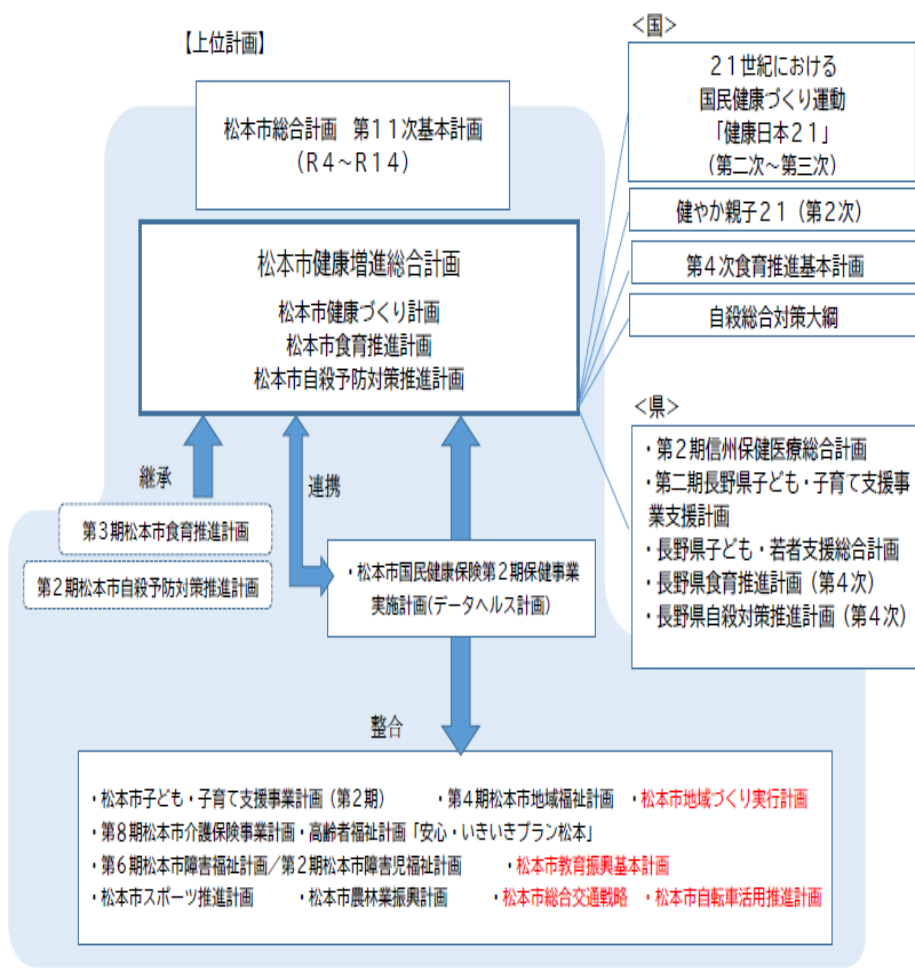 【上位計画】
松本市総合計画　第１１次基本計画
（Ｒ４～Ｒ１４）
松本市健康増進総合計画
松本市健康づくり計画
松本市食育推進計画
松本市自殺予防対策推進計画
＜国＞
２１世紀における
国民健康づくり運動
「健康日本２１」
（第二次～第三次）
健やか親子２１（第２次）
第４次食育推進基本計画
自殺総合対策大綱
＜県＞
・第２期信州保健医療総合計画
・第二期長野県子ども・子育て支援事
業支援計画
・長野県子ども・若者支援総合計画
・長野県食育推進計画（第４次）
・長野県自殺対策推進計画（第４次）
継承
連携
第３期松本市食育推進計画
第２期松本市自殺予防対策推進計画
・松本市国民健康保険第２期保健事業
実施計画(データヘルス計画)
整合
・松本市子ども・子育て支援事業計画（第２期）　・第４期松本市地域福祉計画　・松本市地域づくり実行計画
・第８期松本市介護保険事業計画・高齢者福祉計画「安心・いきいきプラン松本」
・第６期松本市障害福祉計画／第２期松本市障害児福祉計画　・松本市教育振興基本計画
・松本市スポーツ推進計画　・松本市農林業振興計画　・松本市総合交通戦略　・松本市自転車活用推進計画